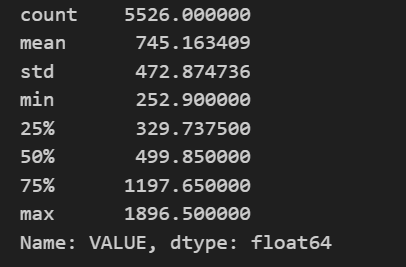 count    5526.000000
mean      745.163409
std       472.874736
min       252.900000
25%       329.737500
50%       499.850000
75%      1197.650000
max      1896.500000
Name: VALUE, dtype: float64